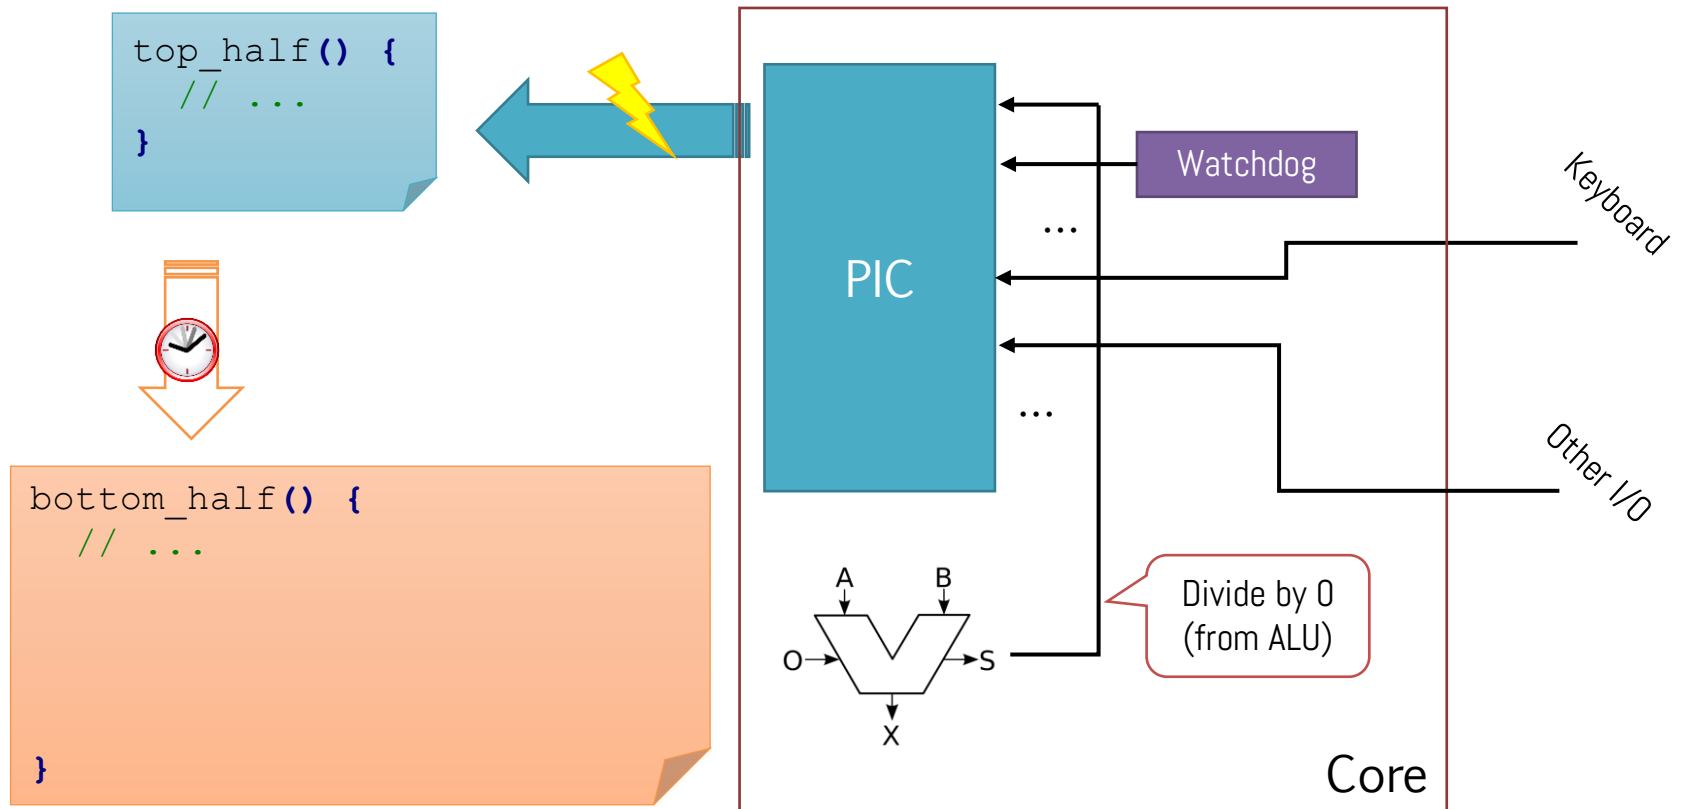 top_half() {
// ...
}
bottom_half() {
// ...
}
PIC
Watchdog
...
...
Keyboard
Other I/O
Divide by 0
(from ALU)
A
B
O
S
X
Core